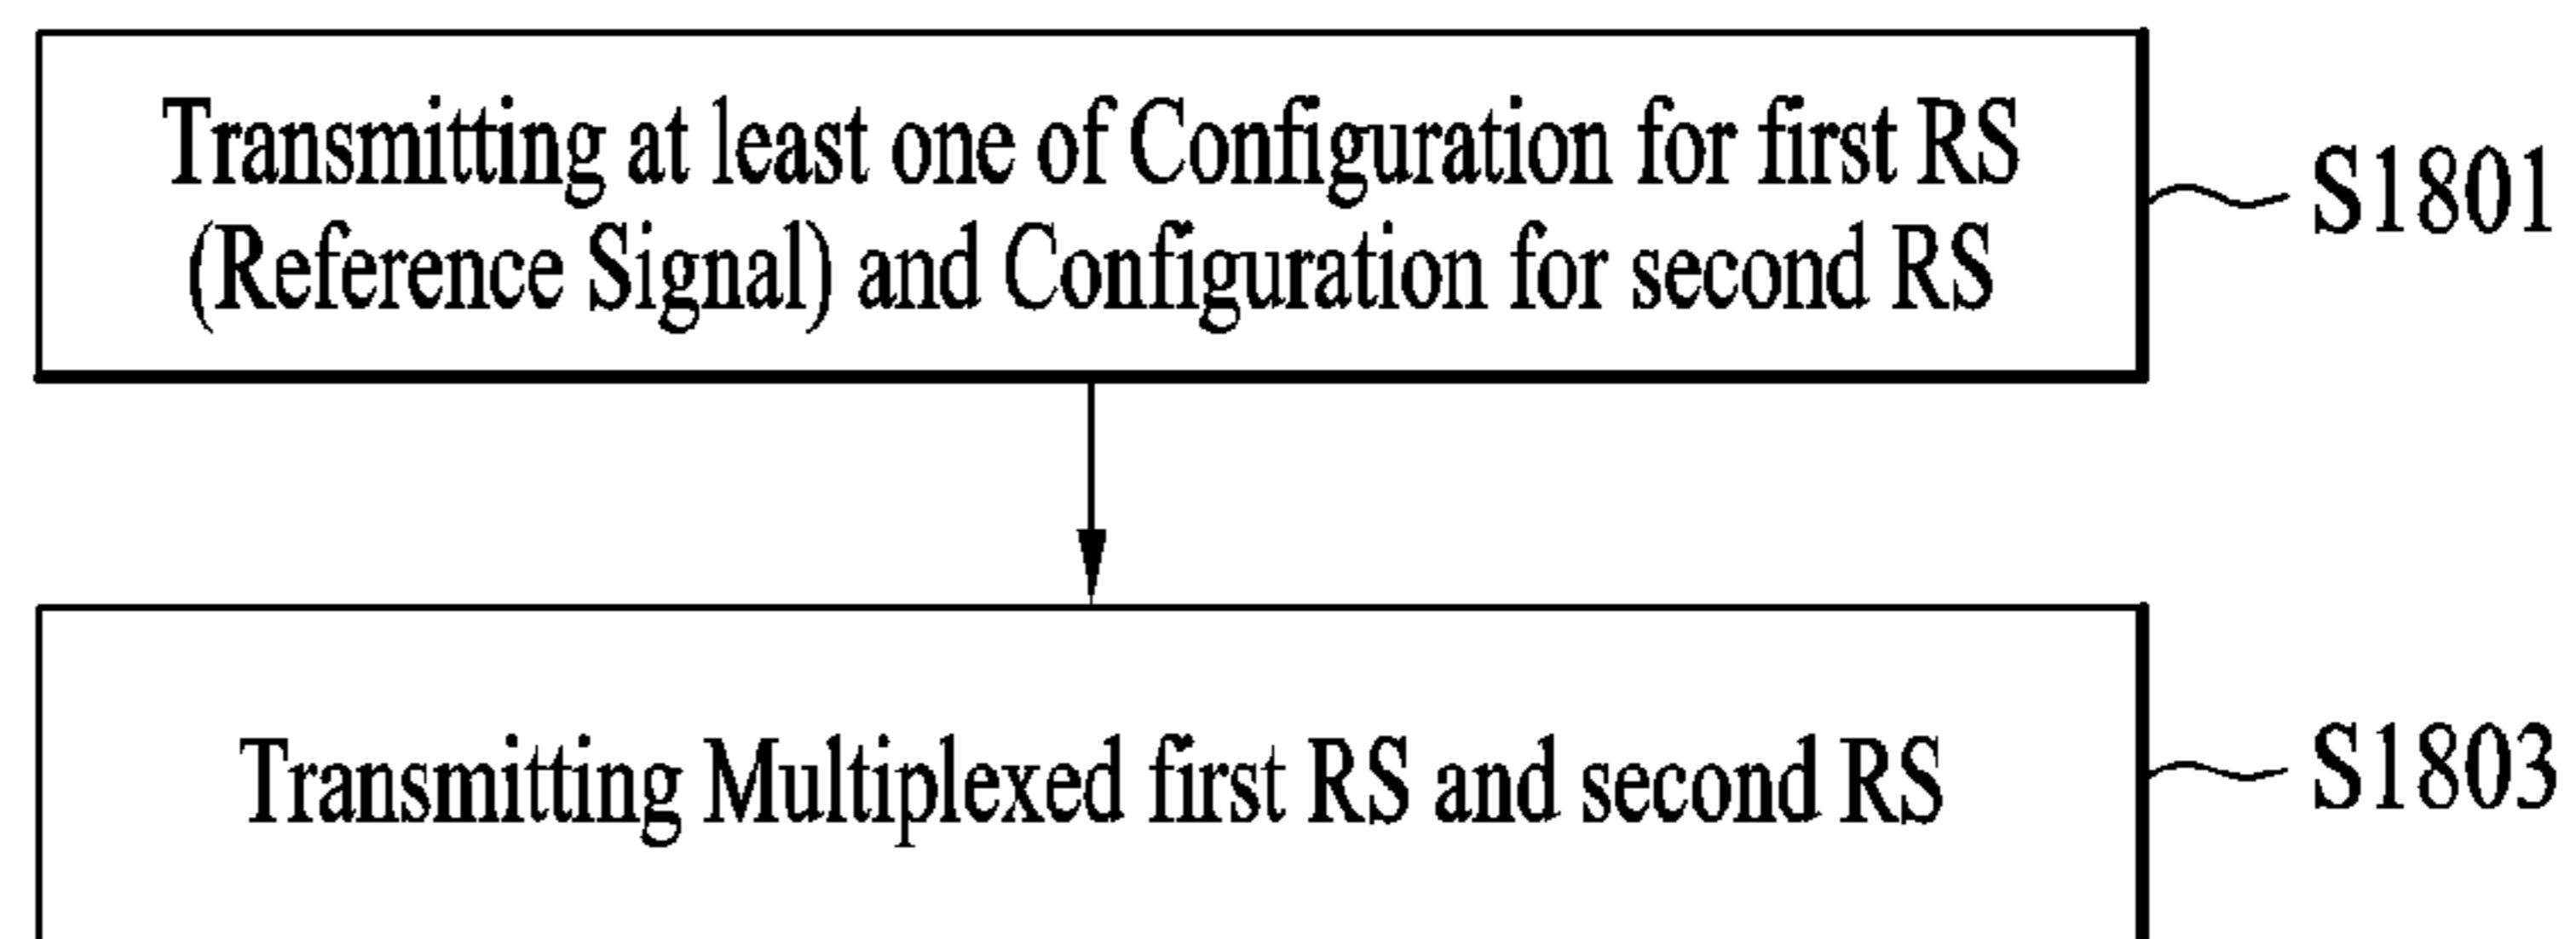 Transmitting at least one of Configuration for first RS
(Reference Signal) and Configuration for second RS
S1801
Transmitting Multiplexed first RS and second RS
S1803